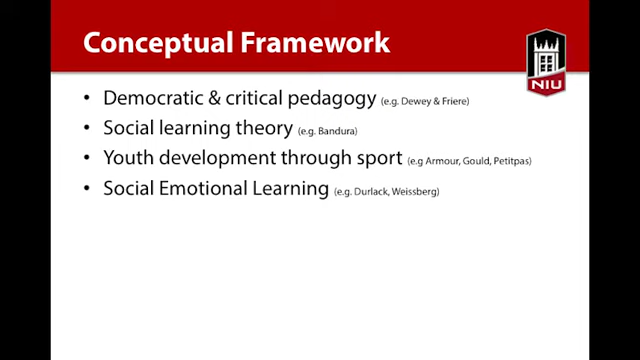 Conceptual Framework
NIU
• Democratic & critical pedagogy (e.g. Dewey & Friere)
• Social learning theory (e.g. Bandura)
• Youth development through sport (e.g Armour, Gould, Petitpas)
• Social Emotional Learning (e.g. Durlack, Weissberg)